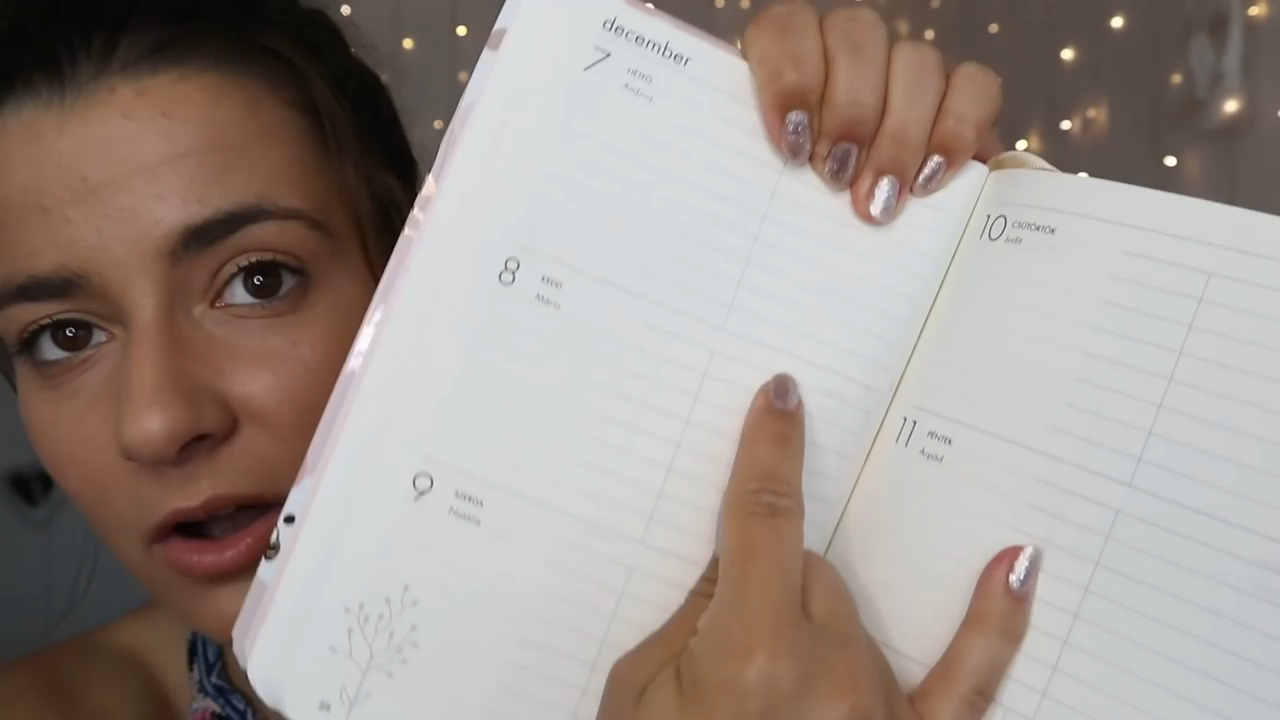 december
7 HÉTFŐ
Ambrus
8 KEDD
Mária
9 SZERDA
Natália
10 CSÜTÖRTÖK
Judit
11 PÉNTEK
Árpád